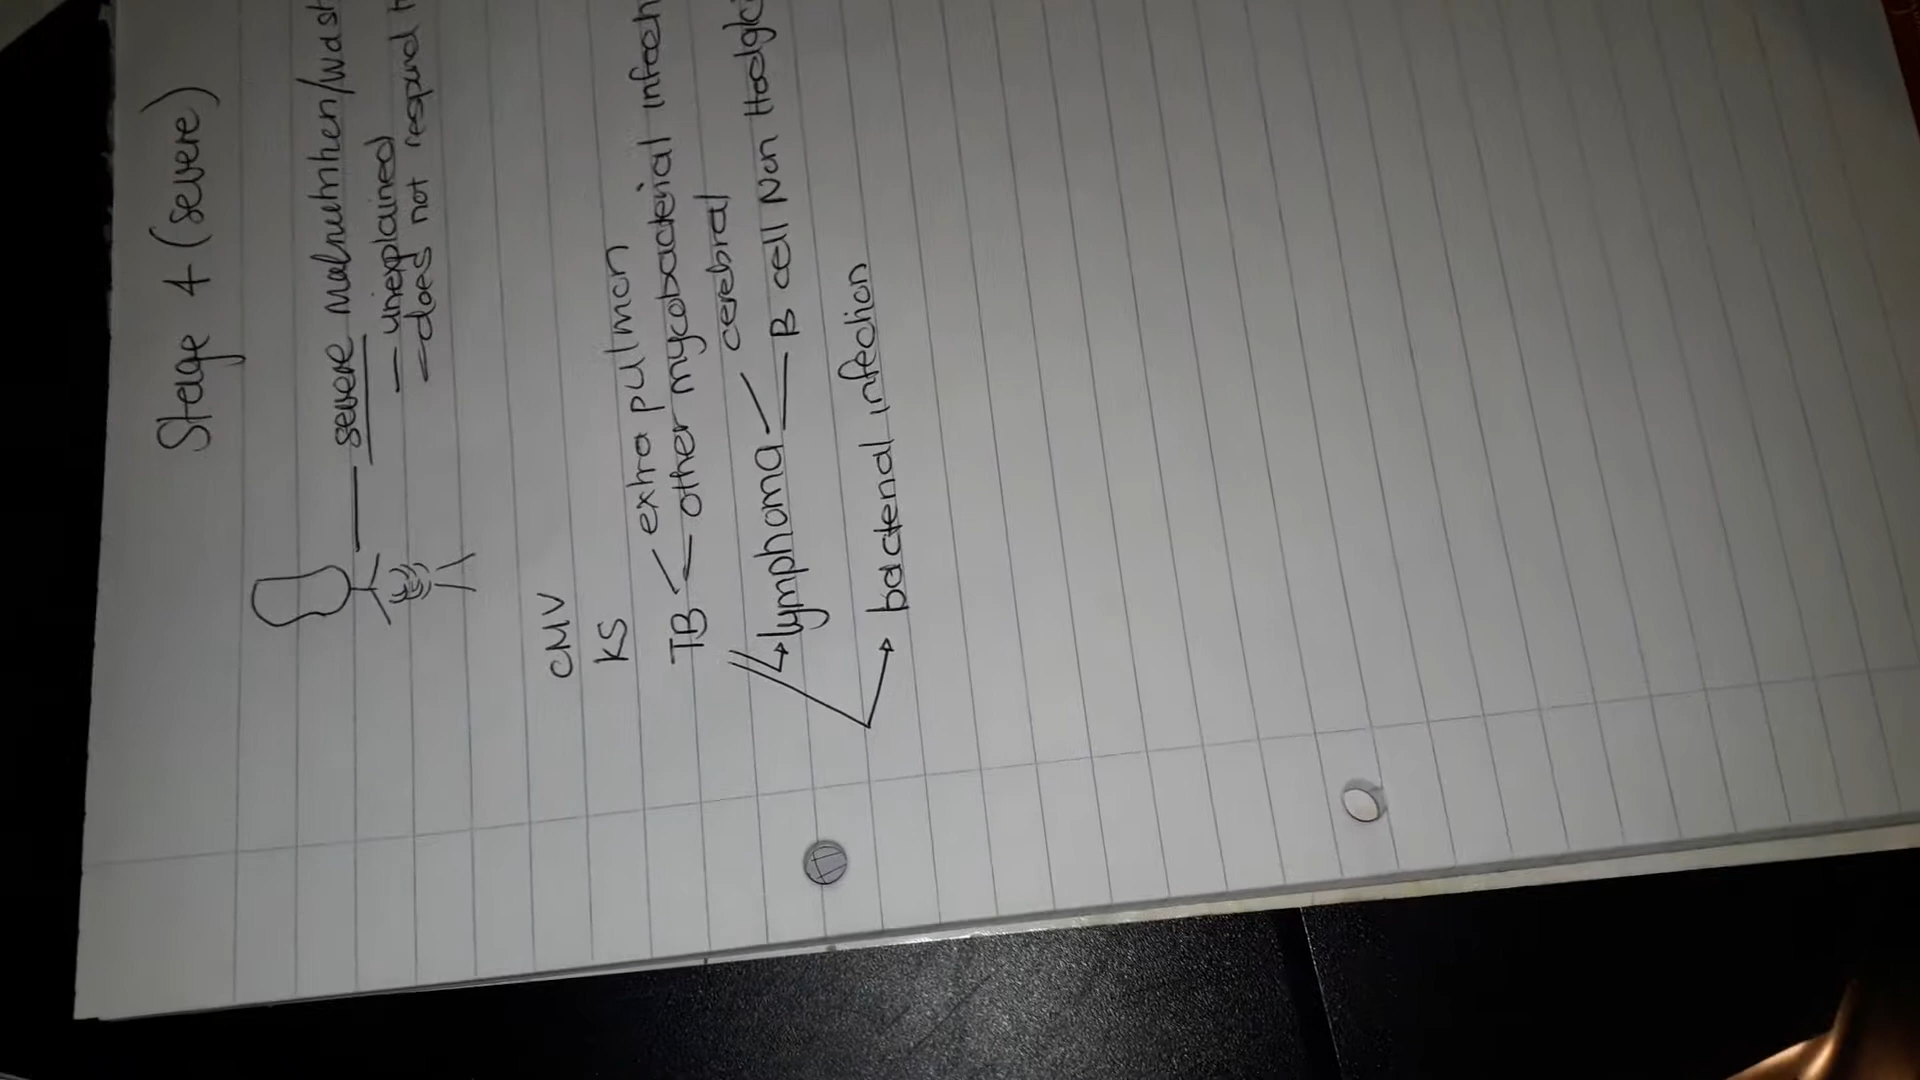 Stage 4 (severe)
— severe malnutrition/wast
— unexplained
— does not respond t
CMV
KS
TB extra pulmon
other mycobacterial infecti
cerebral
lymphoma
B cell Non Hodgki
bacterial infection